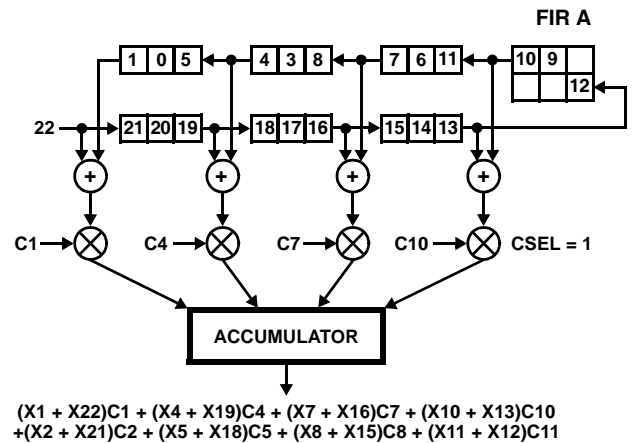 FIR A
1 0 5 4 3 8 7 6 11 10 9
12
22 21 20 19 18 17 16 15 14 13
+ + + +
C1 C4 C7 C10 CSEL = 1
ACCUMULATOR
(X1 + X22)C1 + (X4 + X19)C4 + (X7 + X16)C7 + (X10 + X13)C10
+(X2 + X21)C2 + (X5 + X18)C5 + (X8 + X15)C8 + (X11 + X12)C11